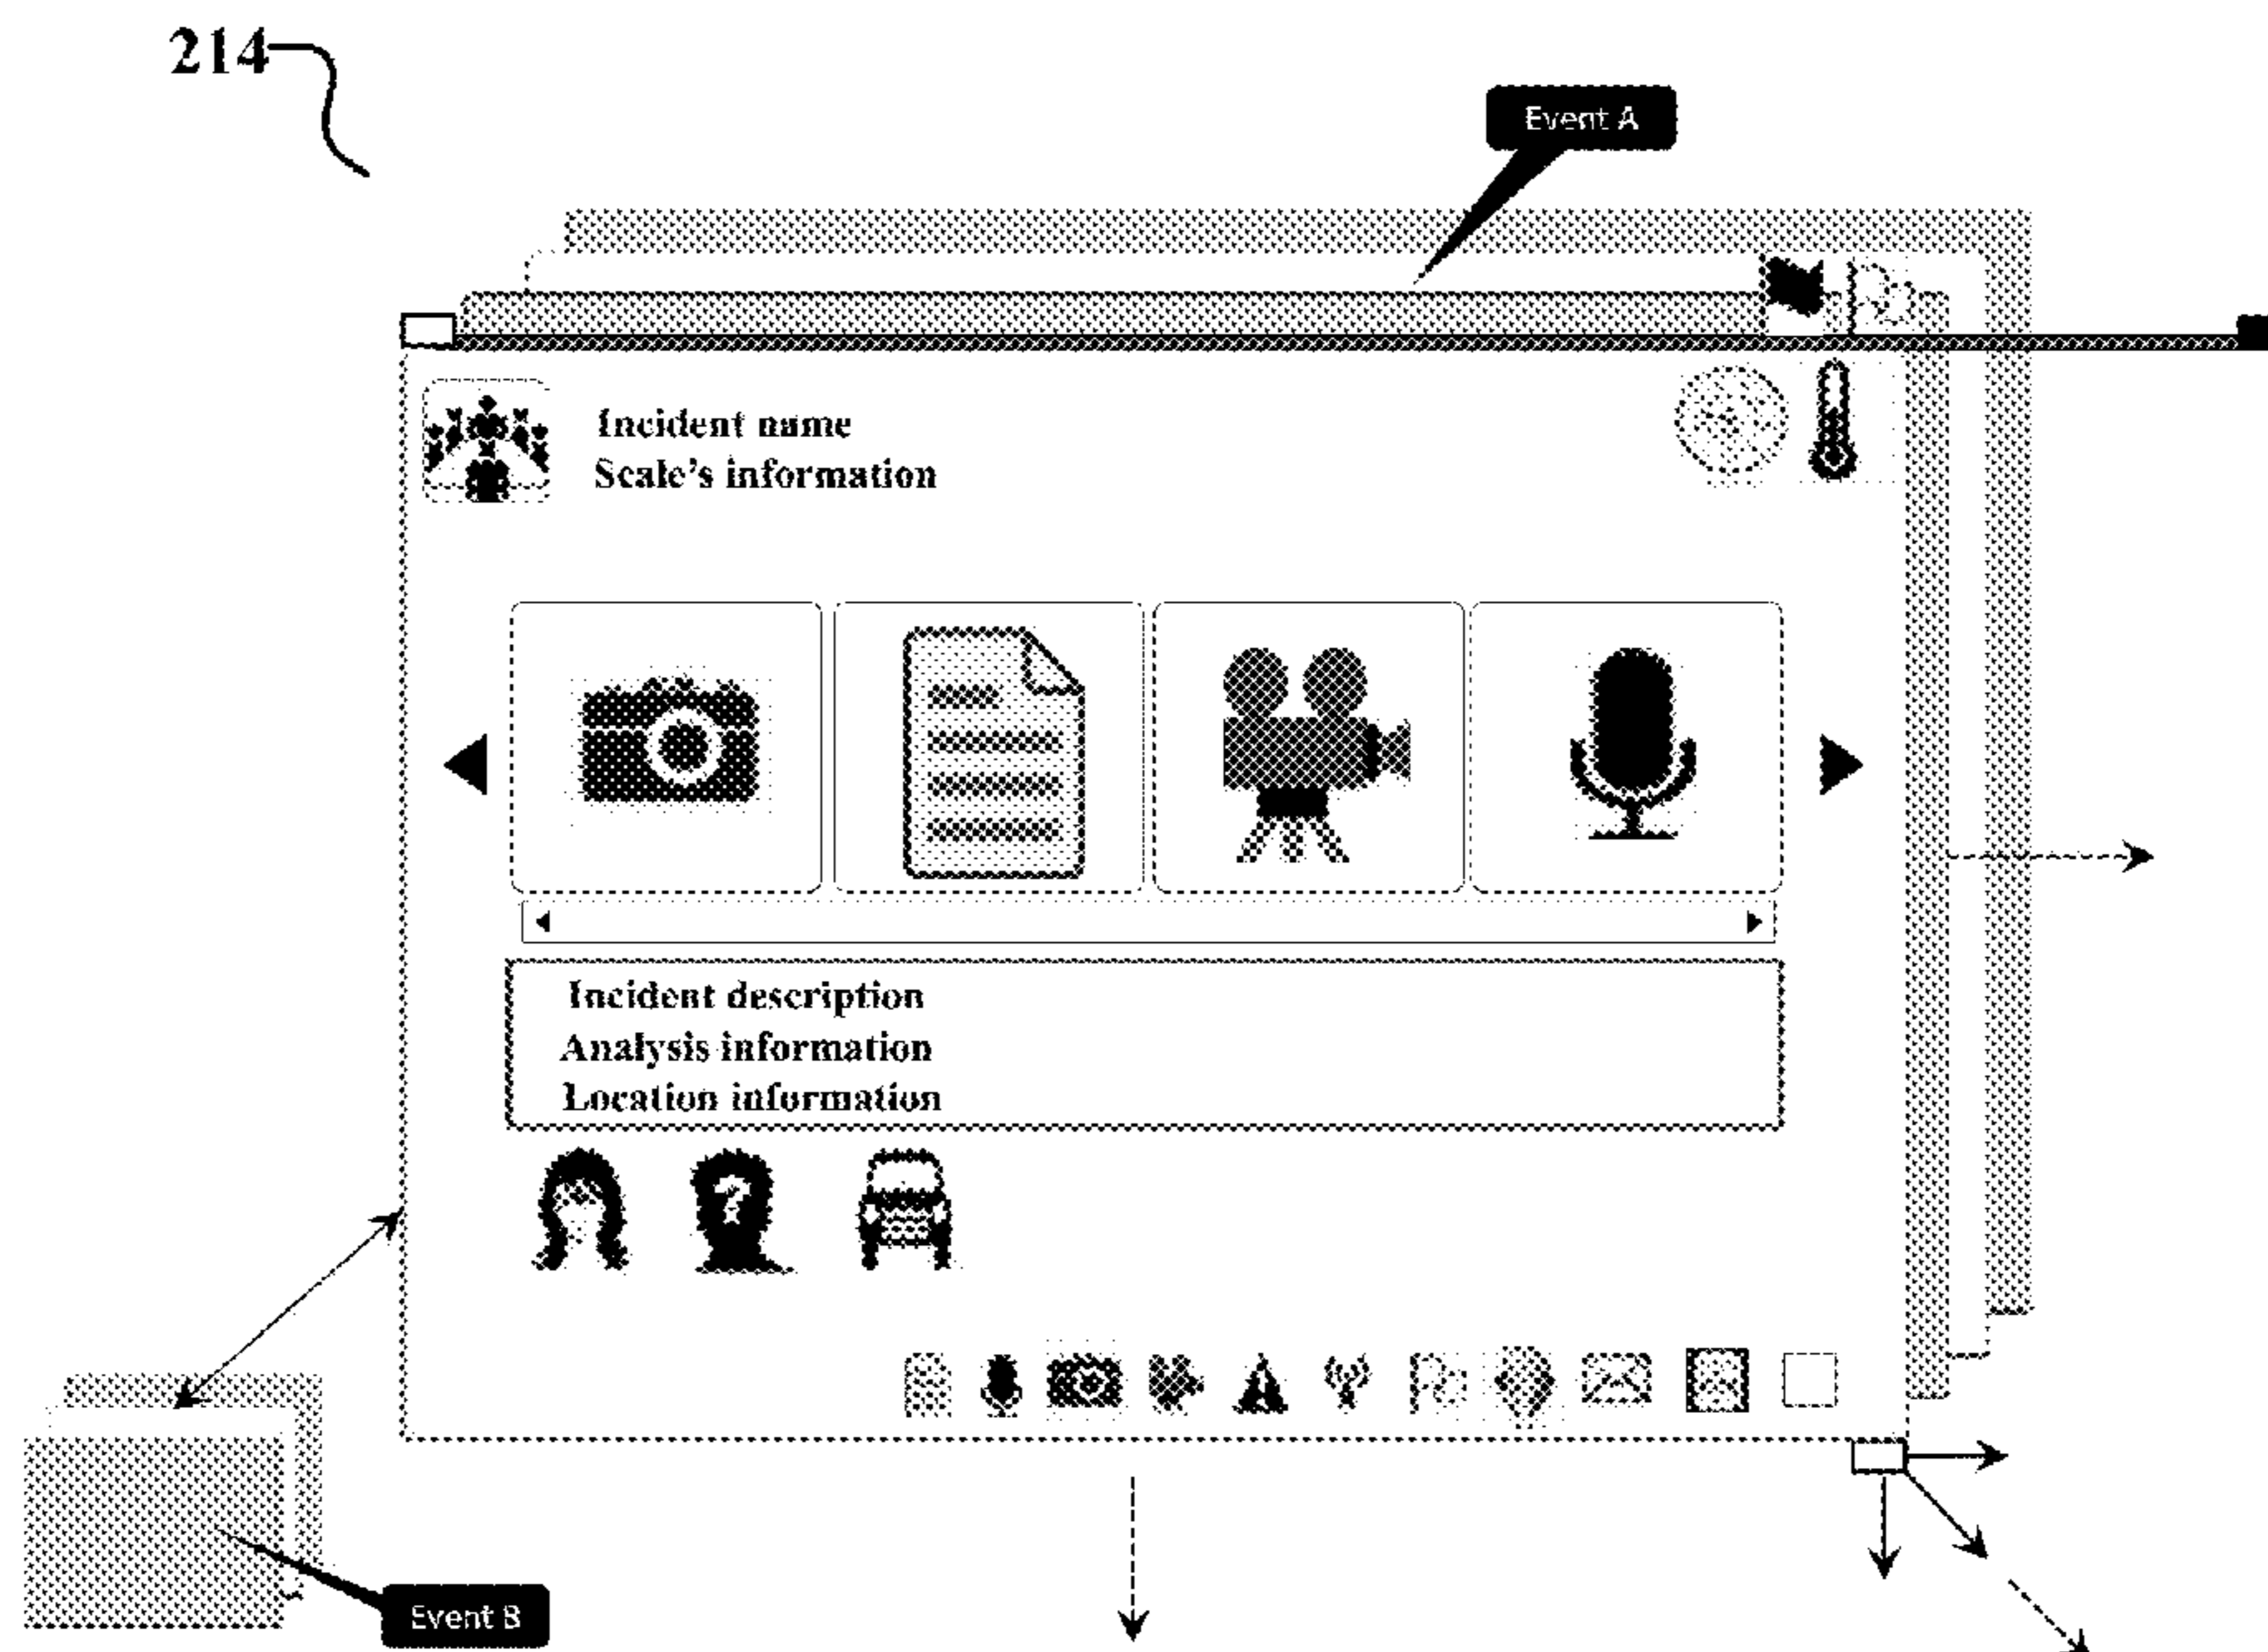 214
Event A
Incident name
Scale's information
Incident description
Analysis information
Location information
?
Event B